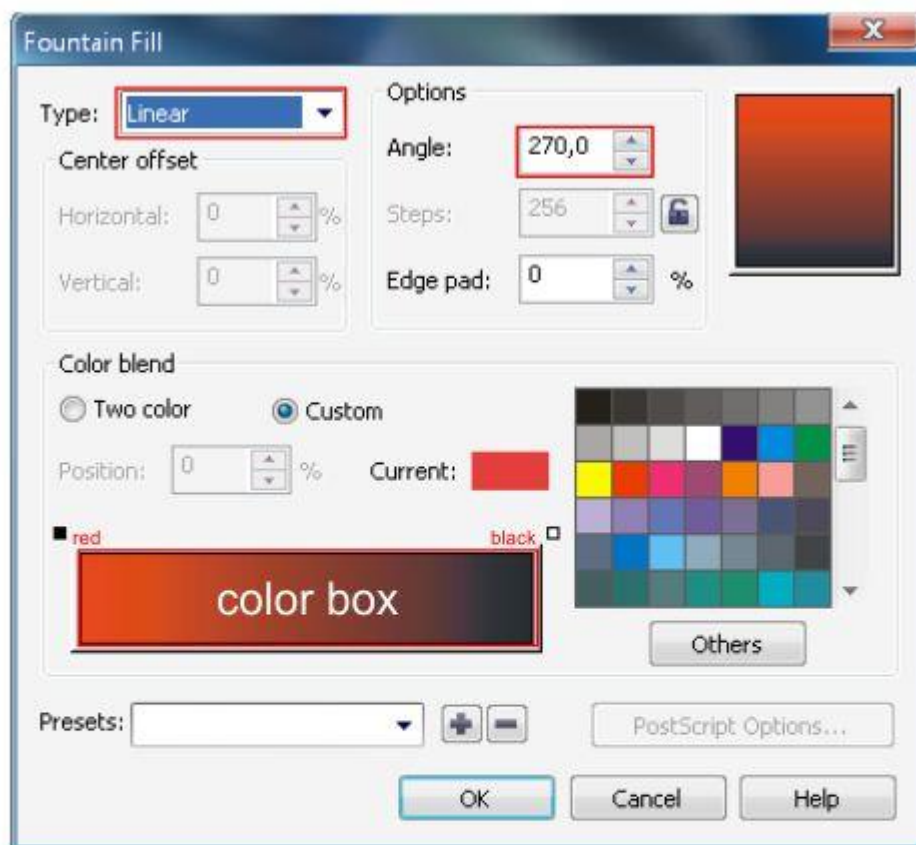 Fountain Fill
Type: Linear
Options
Angle: 270,0
Center offset
Horizontal: 0 %
Steps: 256
Vertical: 0 %
Edge pad: 0 %
Color blend
Two color
Custom
Position: 0 %
Current:
red
black
color box
Others
Presets:
PostScript Options...
OK
Cancel
Help